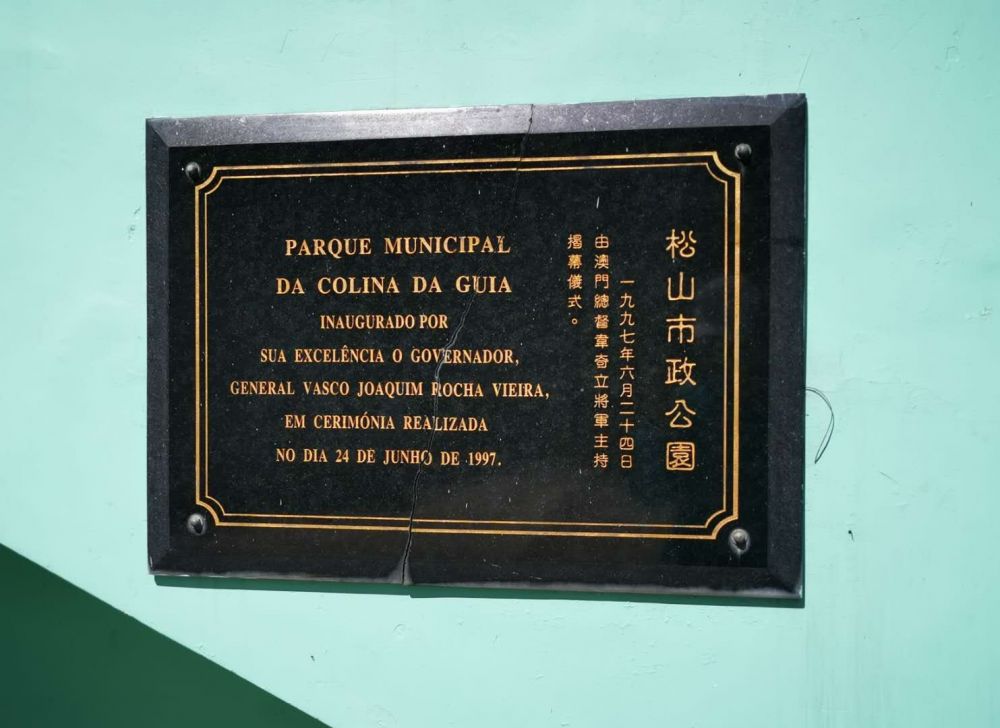 PARQUE MUNICIPAL
DA COLINA DA GUIA
INAUGURADO POR
SUA EXCELÊNCIA O GOVERNADOR,
GENERAL VASCO JOAQUIM ROCHA VIEIRA,
EM CERIMÓNIA REALIZADA
NO DIA 24 DE JUNHO DE 1997.
松山市政公園
一九九七年六月二十四日
由澳門總督韋奇立將軍主持
揭幕儀式。